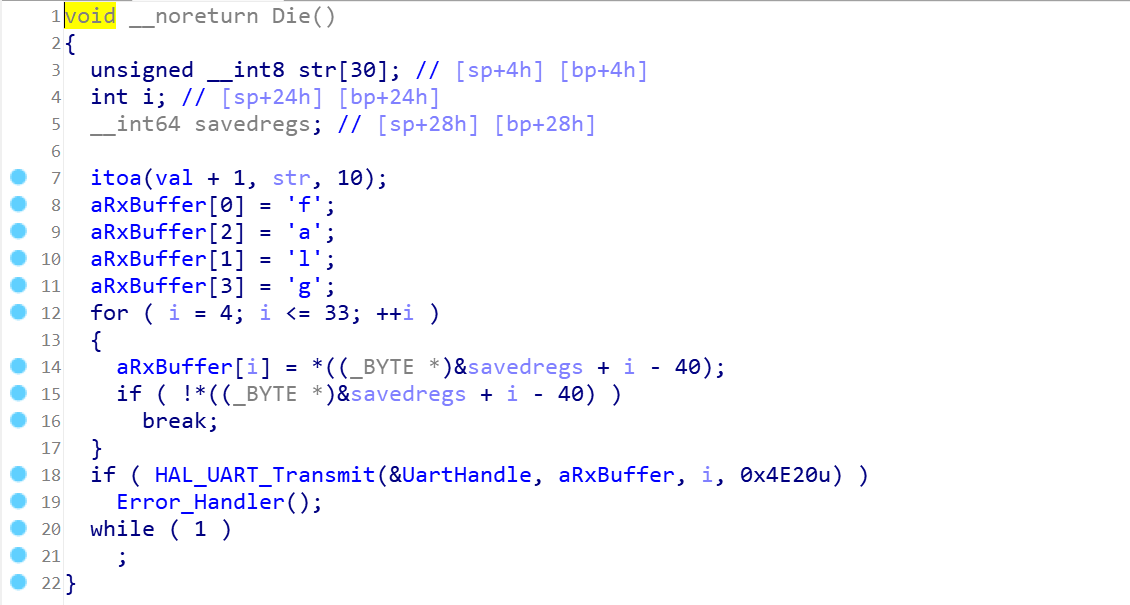 1 void __noreturn Die()
2 {
3   unsigned __int8 str[30]; // [sp+4h] [bp+4h]
4   int i; // [sp+24h] [bp+24h]
5   __int64 savedregs; // [sp+28h] [bp+28h]
6
7   itoa(val + 1, str, 10);
8   aRxBuffer[0] = 'f';
9   aRxBuffer[2] = 'a';
10   aRxBuffer[1] = 'l';
11   aRxBuffer[3] = 'g';
12   for ( i = 4; i <= 33; ++i )
13   {
14     aRxBuffer[i] = *((_BYTE *)&savedregs + i - 40);
15     if ( !*((_BYTE *)&savedregs + i - 40) )
16       break;
17   }
18   if ( HAL_UART_Transmit(&UartHandle, aRxBuffer, i, 0x4E20u) )
19     Error_Handler();
20   while ( 1 )
21     ;
22 }